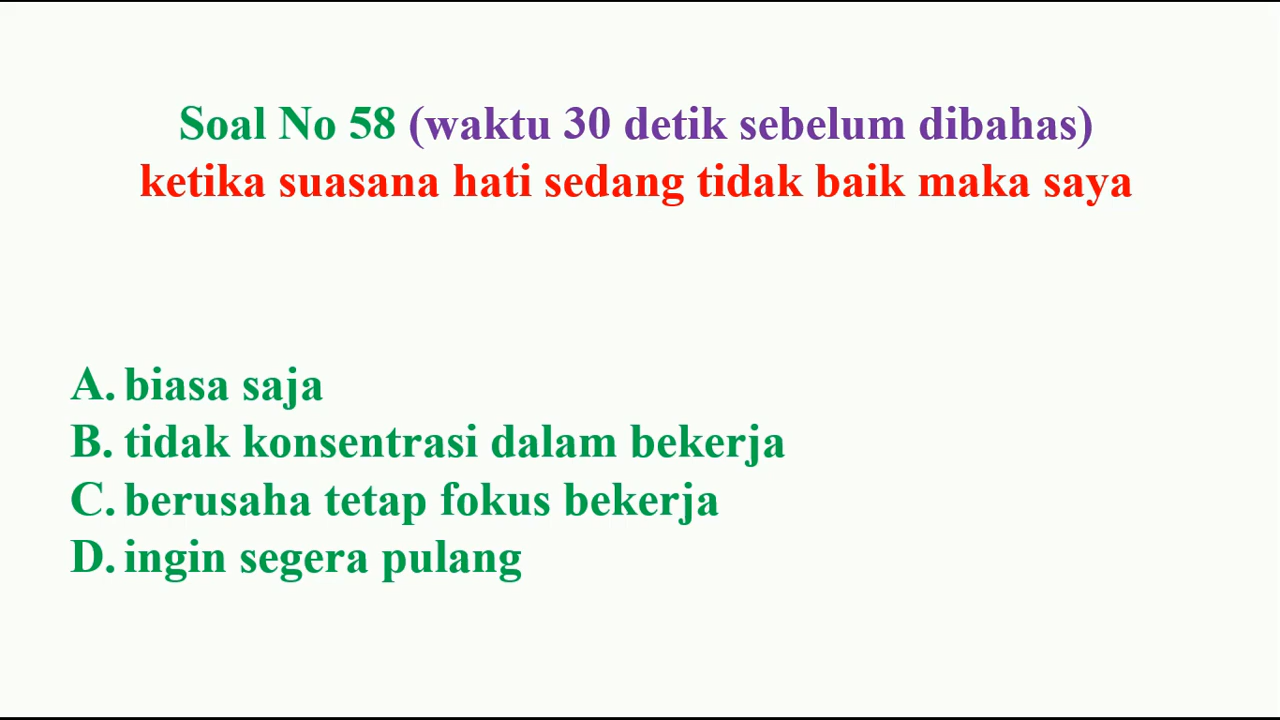 Soal No 58 (waktu 30 detik sebelum dibahas)
ketika suasana hati sedang tidak baik maka saya
A. biasa saja
B. tidak konsentrasi dalam bekerja
C. berusaha tetap fokus bekerja
D. ingin segera pulang